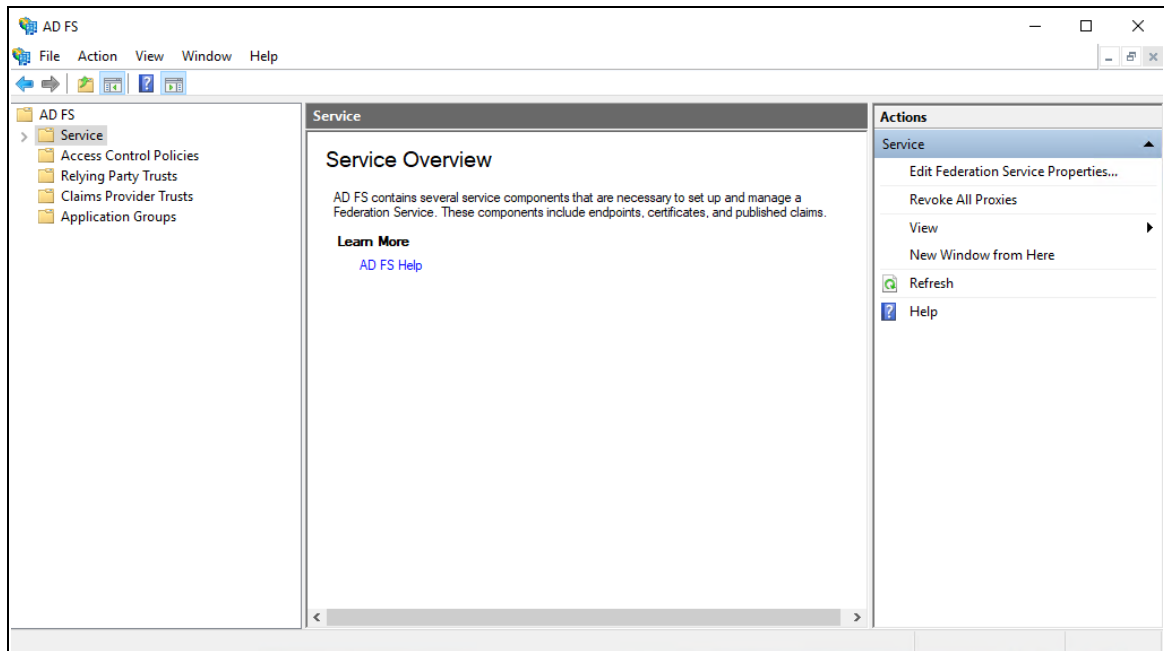 AD FS
File Action View Window Help
AD FS
Service
Access Control Policies
Relying Party Trusts
Claims Provider Trusts
Application Groups
Service
Service Overview
AD FS contains several service components that are necessary to set up and manage a
Federation Service. These components include endpoints, certificates, and published claims.
Learn More
AD FS Help
Actions
Service
Edit Federation Service Properties...
Revoke All Proxies
View
New Window from Here
Refresh
Help